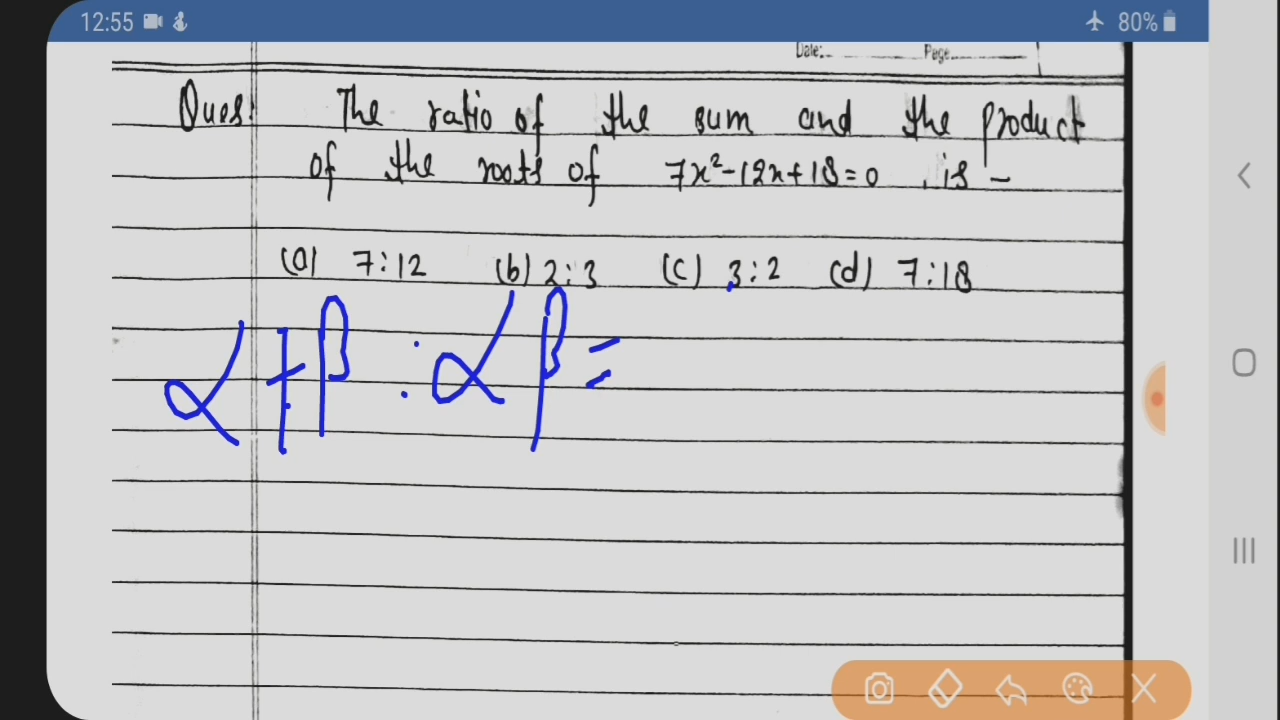 12:55 80%
Date: Page
Ques: The ratio of the sum and the product
of the roots of 7x²-12x+18=0 is -
(a) 7:12 (b) 2:3 (c) 3:2 (d) 7:18
α+β : αβ =